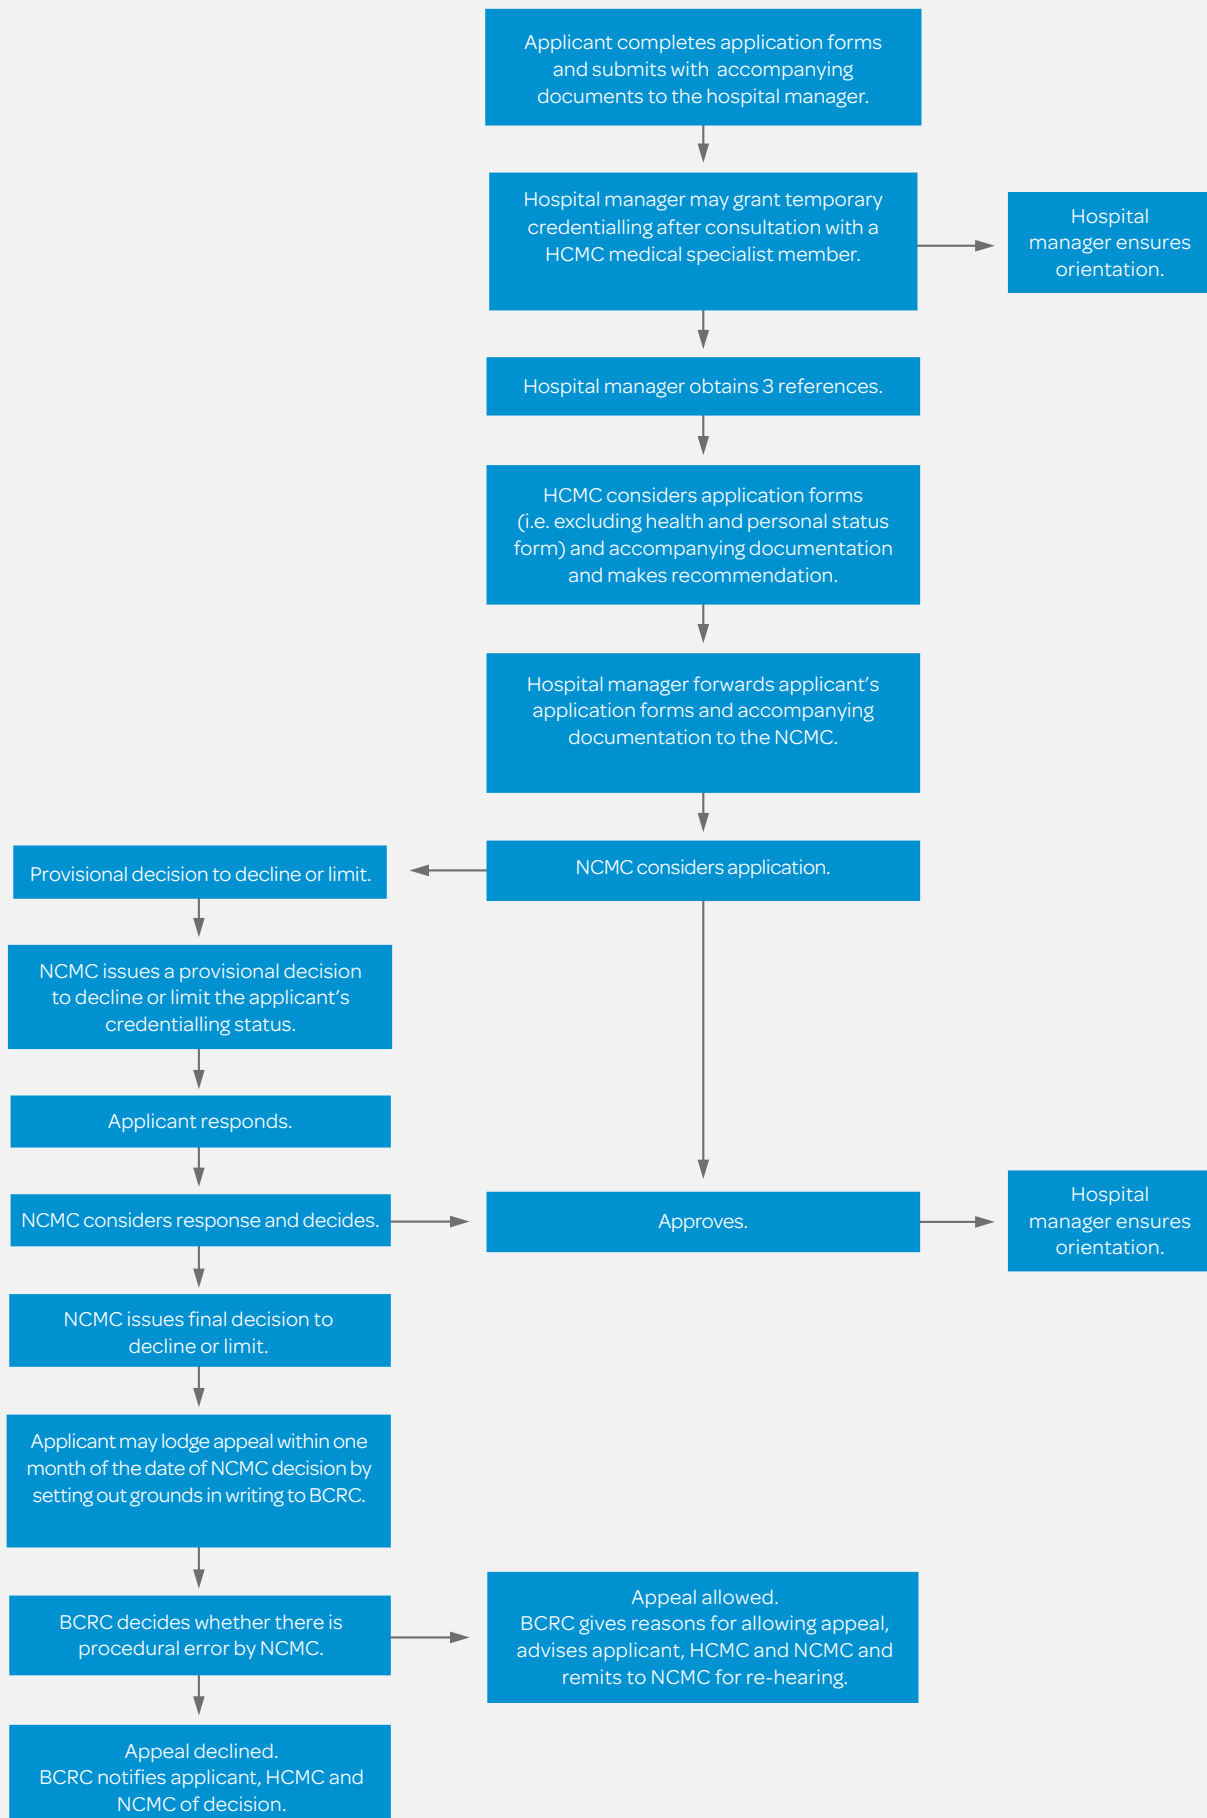 Applicant completes application forms
and submits with accompanying
documents to the hospital manager.
Hospital manager may grant temporary
credentialling after consultation with a
HCMC medical specialist member.
Hospital
manager ensures
orientation.
Hospital manager obtains 3 references.
HCMC considers application forms
(i.e. excluding health and personal status
form) and accompanying documentation
and makes recommendation.
Hospital manager forwards applicant’s
application forms and accompanying
documentation to the NCMC.
NCMC considers application.
Provisional decision to decline or limit.
NCMC issues a provisional decision
to decline or limit the applicant’s
credentialling status.
Applicant responds.
NCMC considers response and decides.
Approves.
Hospital
manager ensures
orientation.
NCMC issues final decision to
decline or limit.
Applicant may lodge appeal within one
month of the date of NCMC decision by
setting out grounds in writing to BCRC.
BCRC decides whether there is
procedural error by NCMC.
Appeal allowed.
BCRC gives reasons for allowing appeal,
advises applicant, HCMC and NCMC and
remits to NCMC for re-hearing.
Appeal declined.
BCRC notifies applicant, HCMC and
NCMC of decision.